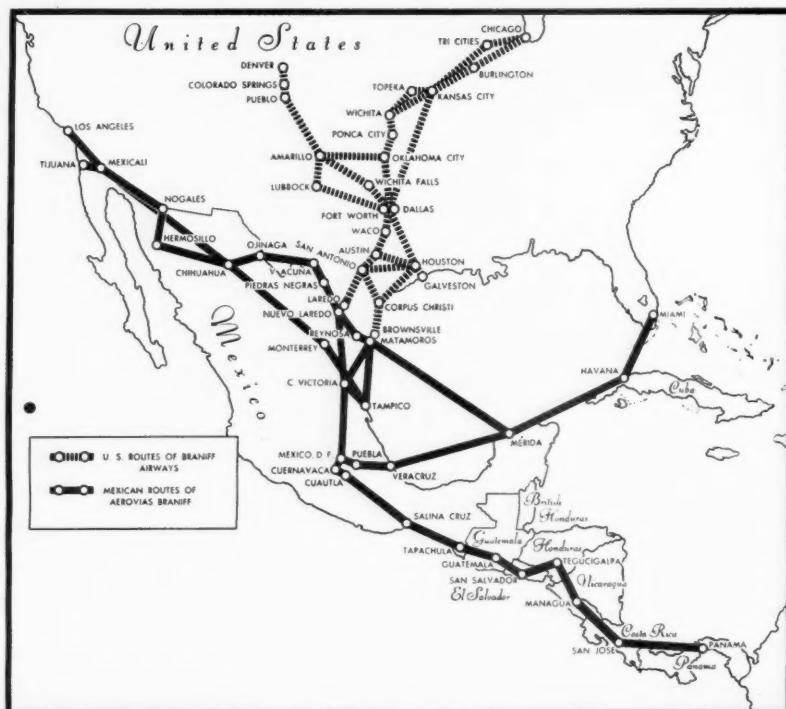 United States
CHICAGO
TRI CITIES
BURLINGTON
DENVER
COLORADO SPRINGS
PUEBLO
TOPEKA
KANSAS CITY
WICHITA
PONCA CITY
LOS ANGELES
AMARILLO
OKLAHOMA CITY
TIJUANA
MEXICALI
WICHITA FALLS
LUBBOCK
NOGALES
FORT WORTH
DALLAS
WACO
HERMOSILLO
OJINAGA
SAN ANTONIO
AUSTIN
HOUSTON
CHIHUAHUA
V. ACUÑA
GALVESTON
PIEDRAS NEGRAS
LAREDO
CORPUS CHRISTI
NUEVO LAREDO
MIAMI
REYNOSA
BROWNSVILLE
MATAMOROS
MONTERREY
Mexico
HAVANA
C. VICTORIA
Cuba
TAMPICO
MÉRIDA
U. S. ROUTES OF BRANIFF
AIRWAYS
MEXICAN ROUTES OF
AEROVIAS BRANIFF
MEXICO, D. F.
PUEBLA
CUERNAVACA
VERACRUZ
CUAUTLA
British
Honduras
SALINA CRUZ
Guatemala
Honduras
TAPACHULA
TEGUCIGALPA
GUATEMALA
SAN SALVADOR
Nicaragua
El Salvador
MANAGUA
Costa Rica
SAN JOSE
PANAMA
Panama